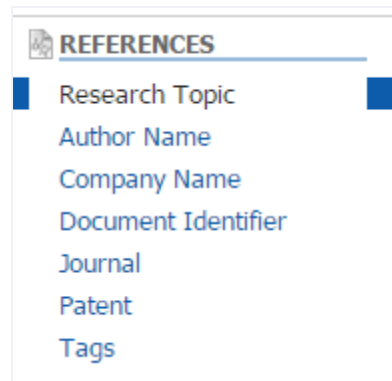 REFERENCES
Research Topic
Author Name
Company Name
Document Identifier
Journal
Patent
Tags